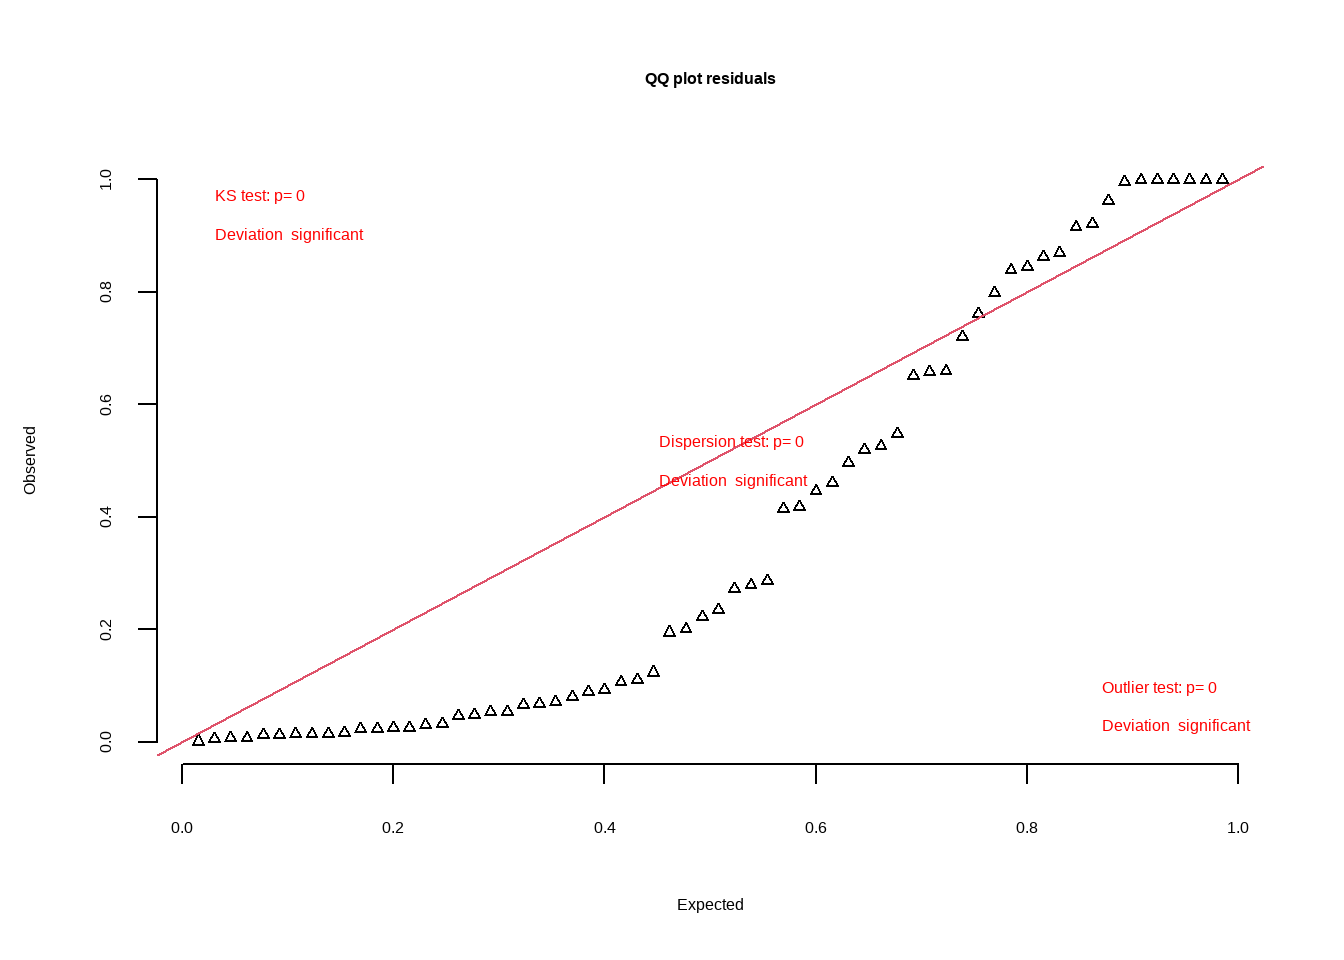 QQ plot residuals
KS test: p= 0
Deviation  significant
Dispersion test: p= 0
Deviation  significant
Outlier test: p= 0
Deviation  significant
Observed
1.0
0.8
0.6
0.4
0.2
0.0
0.0 0.2 0.4 0.6 0.8 1.0
Expected